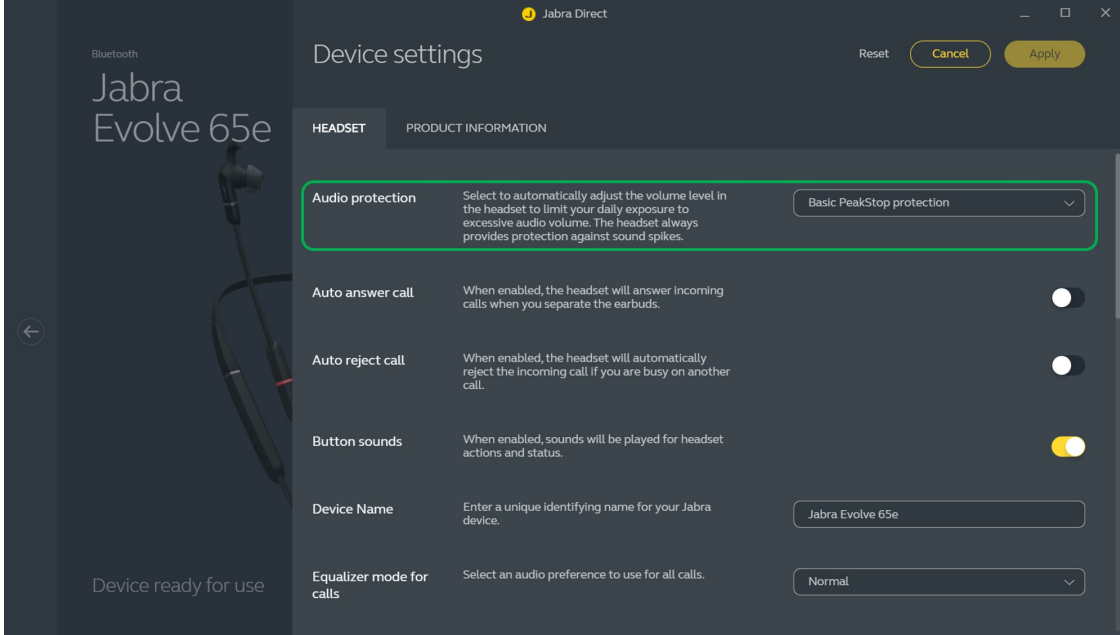 Jabra Direct
Bluetooth
Jabra
Evolve 65e
Device ready for use
Device settings
Reset
Cancel
Apply
HEADSET
PRODUCT INFORMATION
Audio protection
Select to automatically adjust the volume level in
the headset to limit your daily exposure to
excessive audio volume. The headset always
provides protection against sound spikes.
Basic PeakStop protection
Auto answer call
When enabled, the headset will answer incoming
calls when you separate the earbuds.
Auto reject call
When enabled, the headset will automatically
reject the incoming call if you are busy on another
call.
Button sounds
When enabled, sounds will be played for headset
actions and status.
Device Name
Enter a unique identifying name for your Jabra
device.
Jabra Evolve 65e
Equalizer mode for
calls
Select an audio preference to use for all calls.
Normal